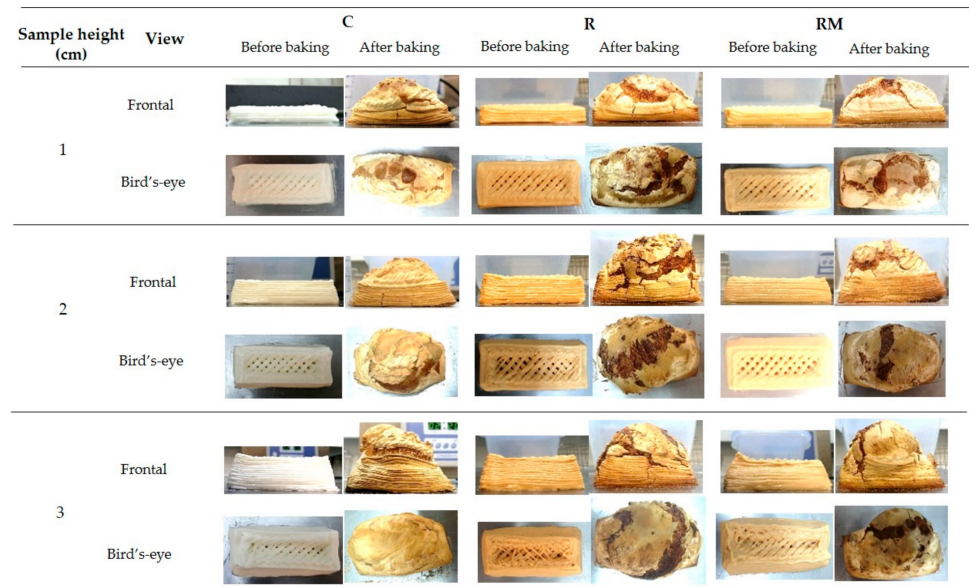 C R RM
Sample height (cm) View Before baking After baking Before baking After baking Before baking After baking
Frontal
1
Bird's-eye
Frontal
2
Bird's-eye
Frontal
3
Bird's-eye